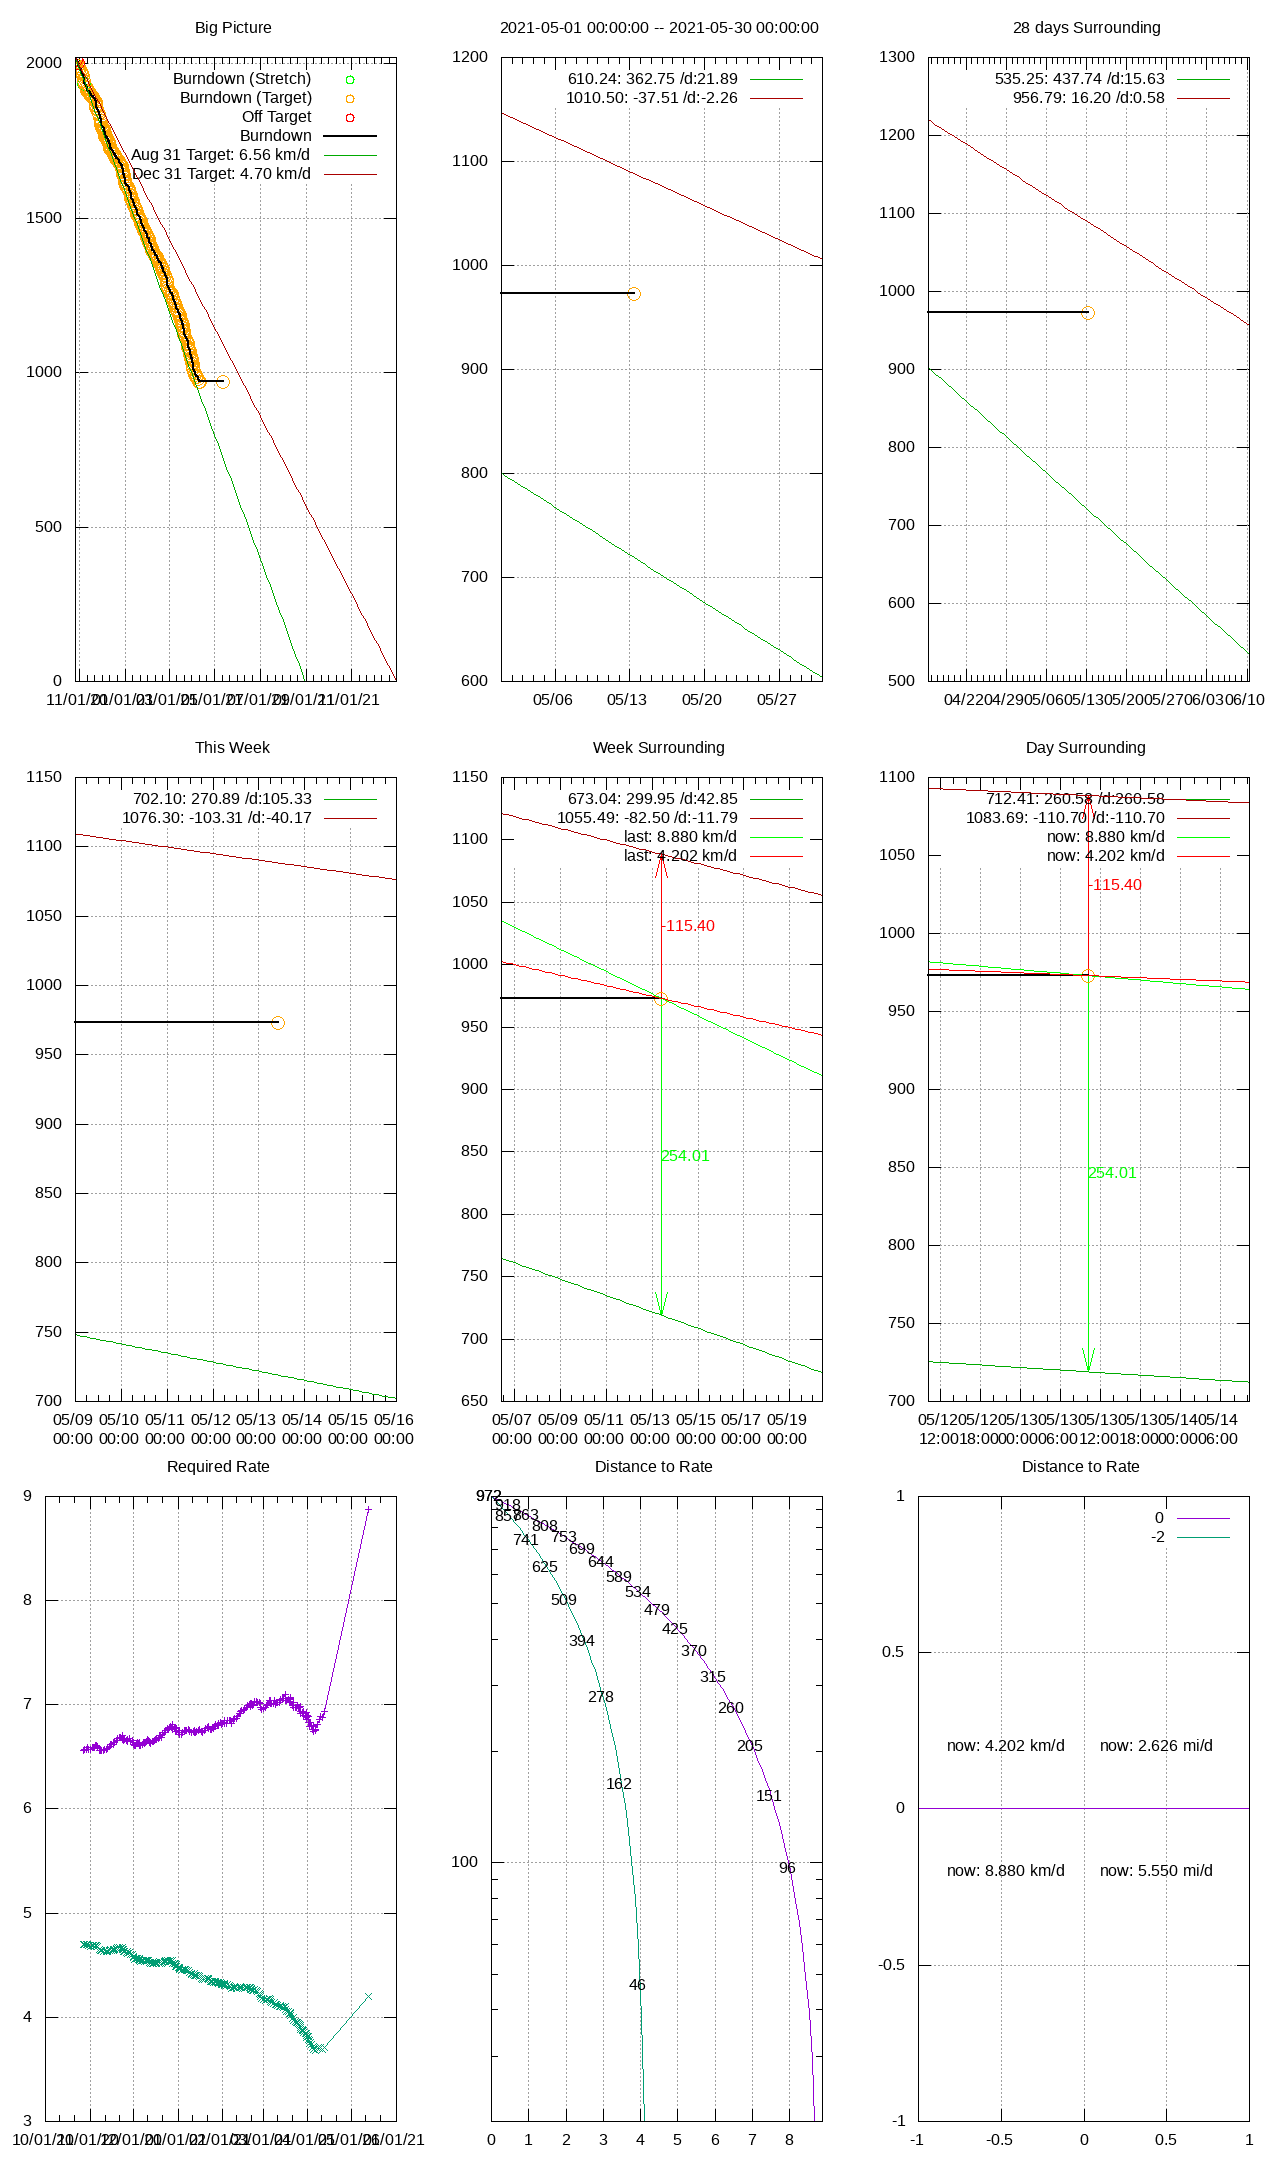 Big Picture
2000
1500
1000
500
0
Burndown (Stretch)
Burndown (Target)
Off Target
Burndown
Aug 31 Target: 6.56 km/d
Dec 31 Target: 4.70 km/d
11/01/20 01/01/21 03/01/21 05/01/21 07/01/21 09/01/21 11/01/21
2021-05-01 00:00:00 -- 2021-05-30 00:00:00
1200
1100
1000
900
800
700
600
610.24: 362.75 /d:21.89
1010.50: -37.51 /d:-2.26
05/06 05/13 05/20 05/27
28 days Surrounding
1300
1200
1100
1000
900
800
700
600
500
535.25: 437.74 /d:15.63
956.79: 16.20 /d:0.58
04/22 04/29 05/06 05/13 05/20 05/27 06/03 06/10
This Week
1150
1100
1050
1000
950
900
850
800
750
700
702.10: 270.89 /d:105.33
1076.30: -103.31 /d:-40.17
05/09 05/10 05/11 05/12 05/13 05/14 05/15 05/16
00:00 00:00 00:00 00:00 00:00 00:00 00:00 00:00
Week Surrounding
1150
1100
1050
1000
950
900
850
800
750
700
650
673.04: 299.95 /d:42.85
1055.49: -82.50 /d:-11.79
last: 8.880 km/d
last: 4.202 km/d
-115.40
254.01
05/07 05/09 05/11 05/13 05/15 05/17 05/19
00:00 00:00 00:00 00:00 00:00 00:00 00:00
Day Surrounding
1100
1050
1000
950
900
850
800
750
700
712.41: 260.58 /d:260.58
1083.69: -110.70 /d:-110.70
now: 8.880 km/d
now: 4.202 km/d
-115.40
254.01
05/12 05/12 05/13 05/13 05/13 05/13 05/14 05/14
12:00 18:00 00:00 06:00 12:00 18:00 00:00 06:00
Required Rate
9
8
7
6
5
4
3
10/01/20 11/01/20 12/01/20 01/01/21 02/01/21 03/01/21 04/01/21 05/01/21 06/01/21
Distance to Rate
972
918
857
863
808
741
753
699
625
644
589
509
534
479
394
425
370
278
315
260
205
162
151
100
96
46
0 1 2 3 4 5 6 7 8
Distance to Rate
1
0.5
0
-0.5
-1
0
-2
now: 4.202 km/d now: 2.626 mi/d
now: 8.880 km/d now: 5.550 mi/d
-1 -0.5 0 0.5 1